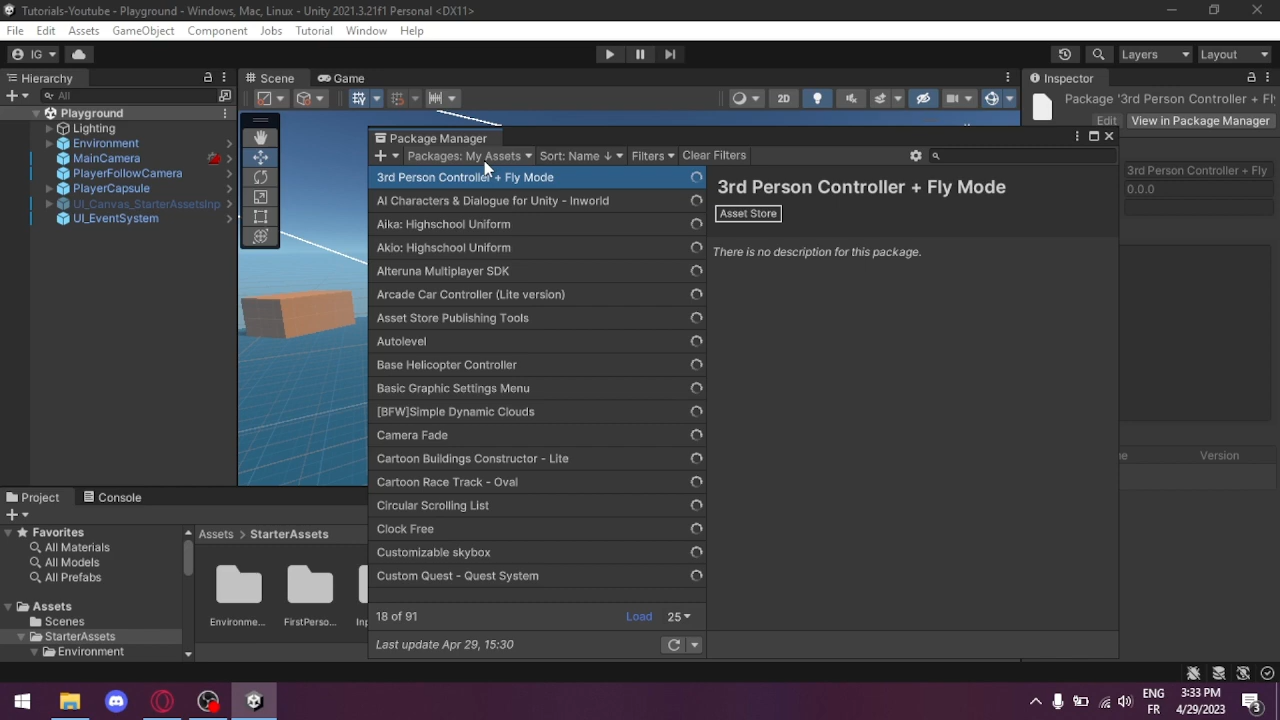 Tutorials-Youtube - Playground - Windows, Mac, Linux - Unity 2021.3.21f1 Personal <DX11>
File Edit Assets GameObject Component Jobs Tutorial Window Help
IG Layers Layout
Hierarchy Scene Game Inspector
All 2D Package '3rd Person Controller + Fl
Edit View in Package Manager
Playground
Lighting
Environment
MainCamera
PlayerFollowCamera
PlayerCapsule
UI_Canvas_StarterAssetsInp
UI_EventSystem
Package Manager
Packages: My Assets Sort: Name ↓ Filters Clear Filters
3rd Person Controller + Fly Mode
AI Characters & Dialogue for Unity - Inworld
Aika: Highschool Uniform
Akio: Highschool Uniform
Alteruna Multiplayer SDK
Arcade Car Controller (Lite version)
Asset Store Publishing Tools
Autolevel
Base Helicopter Controller
Basic Graphic Settings Menu
[BFW]Simple Dynamic Clouds
Camera Fade
Cartoon Buildings Constructor - Lite
Cartoon Race Track - Oval
Circular Scrolling List
Clock Free
Customizable skybox
Custom Quest - Quest System
18 of 91 Load 25
Last update Apr 29, 15:30
3rd Person Controller + Fly Mode
Asset Store
There is no description for this package.
3rd Person Controller + Fly
0.0.0
Version
Project Console
Favorites
All Materials
All Models
All Prefabs
Assets
Scenes
StarterAssets
Environment
Assets > StarterAssets
Environme... FirstPerso...
ENG
FR
3:33 PM
4/29/2023
3